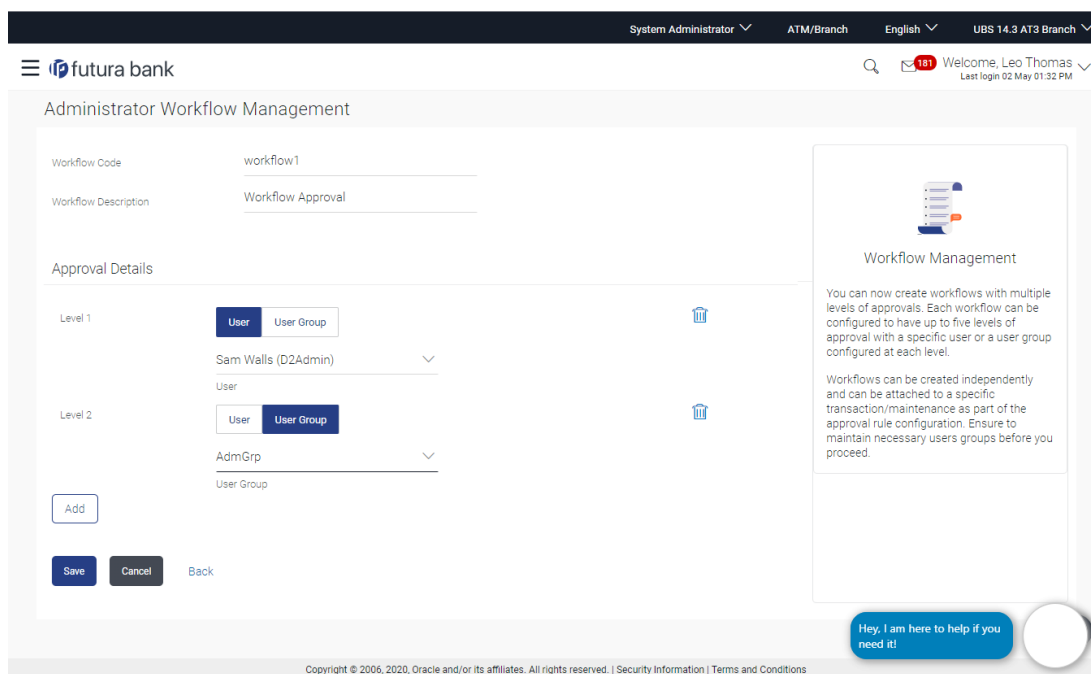 System Administrator ATM/Branch English UBS 14.3 AT3 Branch
futura bank
181
Welcome, Leo Thomas
Last login 02 May 01:32 PM
Administrator Workflow Management
Workflow Code workflow1
Workflow Description Workflow Approval
Approval Details
Level 1 User User Group
Sam Walls (D2Admin)
User
Level 2 User User Group
AdmGrp
User Group
Add
Save Cancel Back
Workflow Management
You can now create workflows with multiple
levels of approvals. Each workflow can be
configured to have up to five levels of
approval with a specific user or a user group
configured at each level.
Workflows can be created independently
and can be attached to a specific
transaction/maintenance as part of the
approval rule configuration. Ensure to
maintain necessary users groups before you
proceed.
Hey, I am here to help if you
need it!
Copyright © 2006, 2020, Oracle and/or its affiliates. All rights reserved. | Security Information | Terms and Conditions